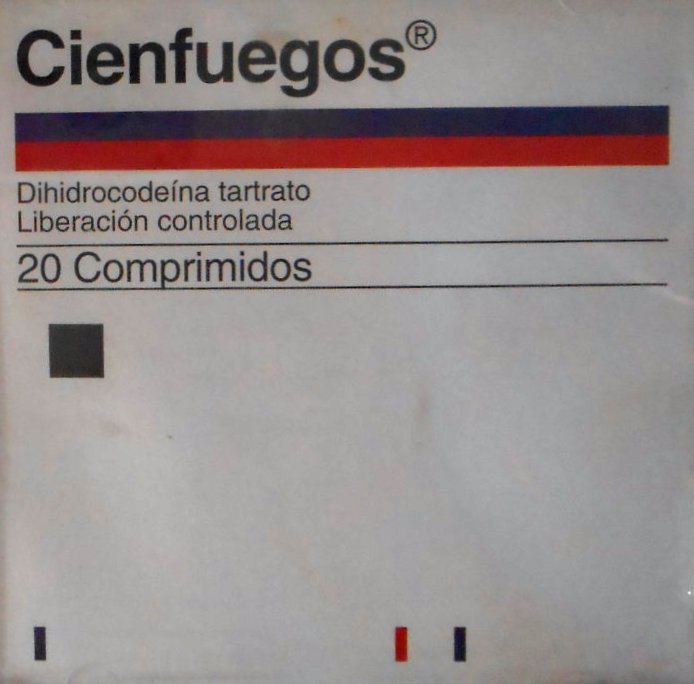 Cienfuegos®
Dihidrocodeína tartrato
Liberación controlada
20 Comprimidos